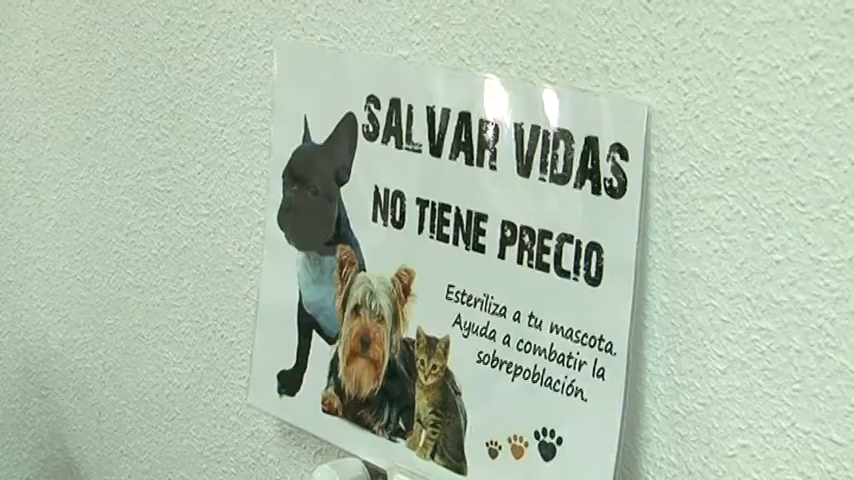 SALVAR VIDAS
NO TIENE PRECIO
Esteriliza a tu mascota.
Ayuda a combatir la
sobrepoblación.